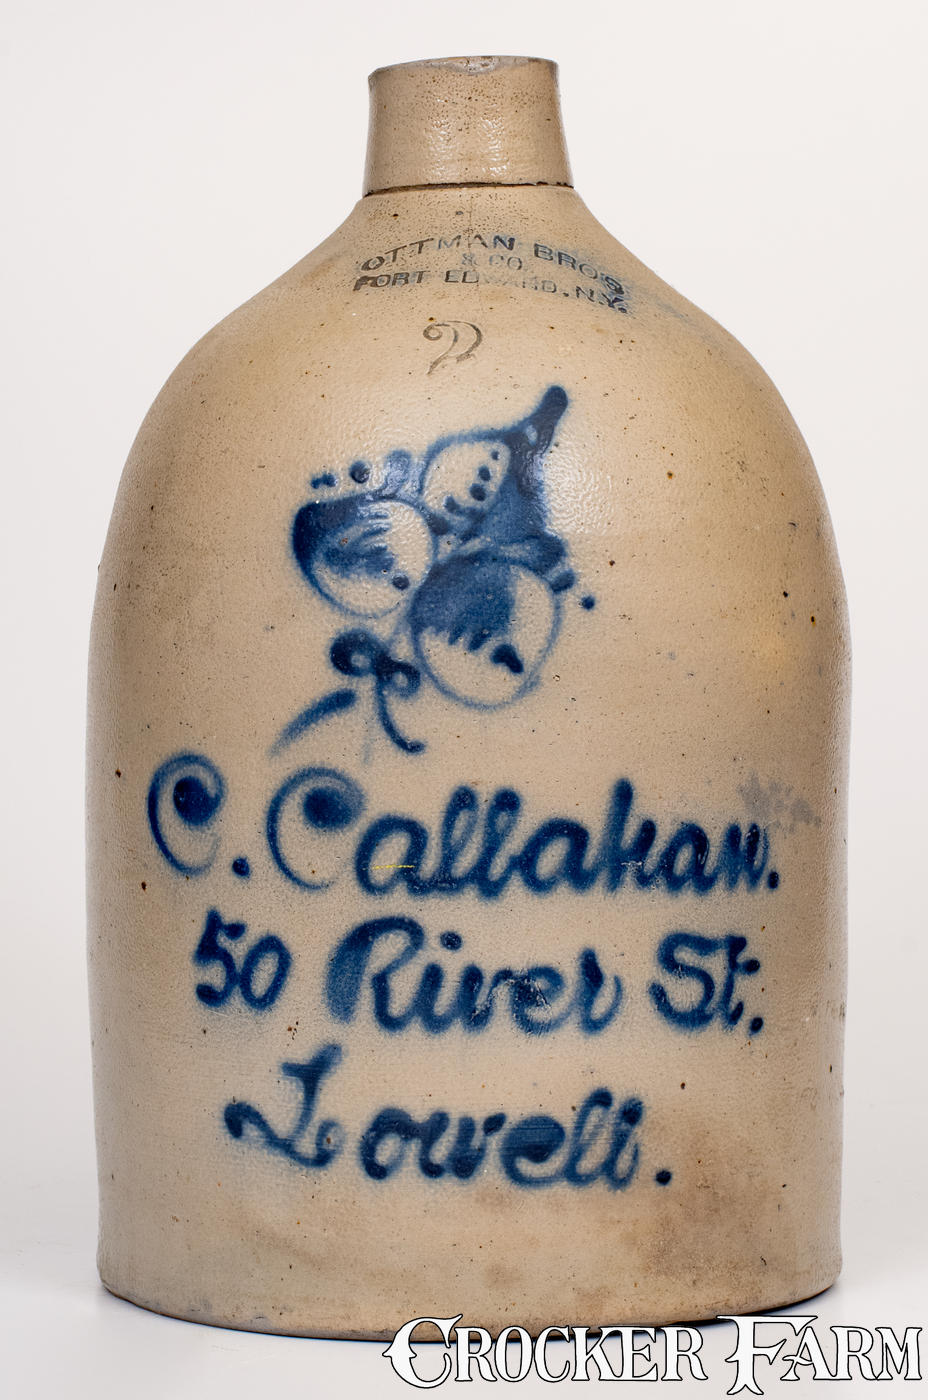 OTTMAN BRO'S
& CO.
FORT EDWARD, N.Y.
2
C. Callahan.
50 River St.
Lowell.
CROCKER FARM